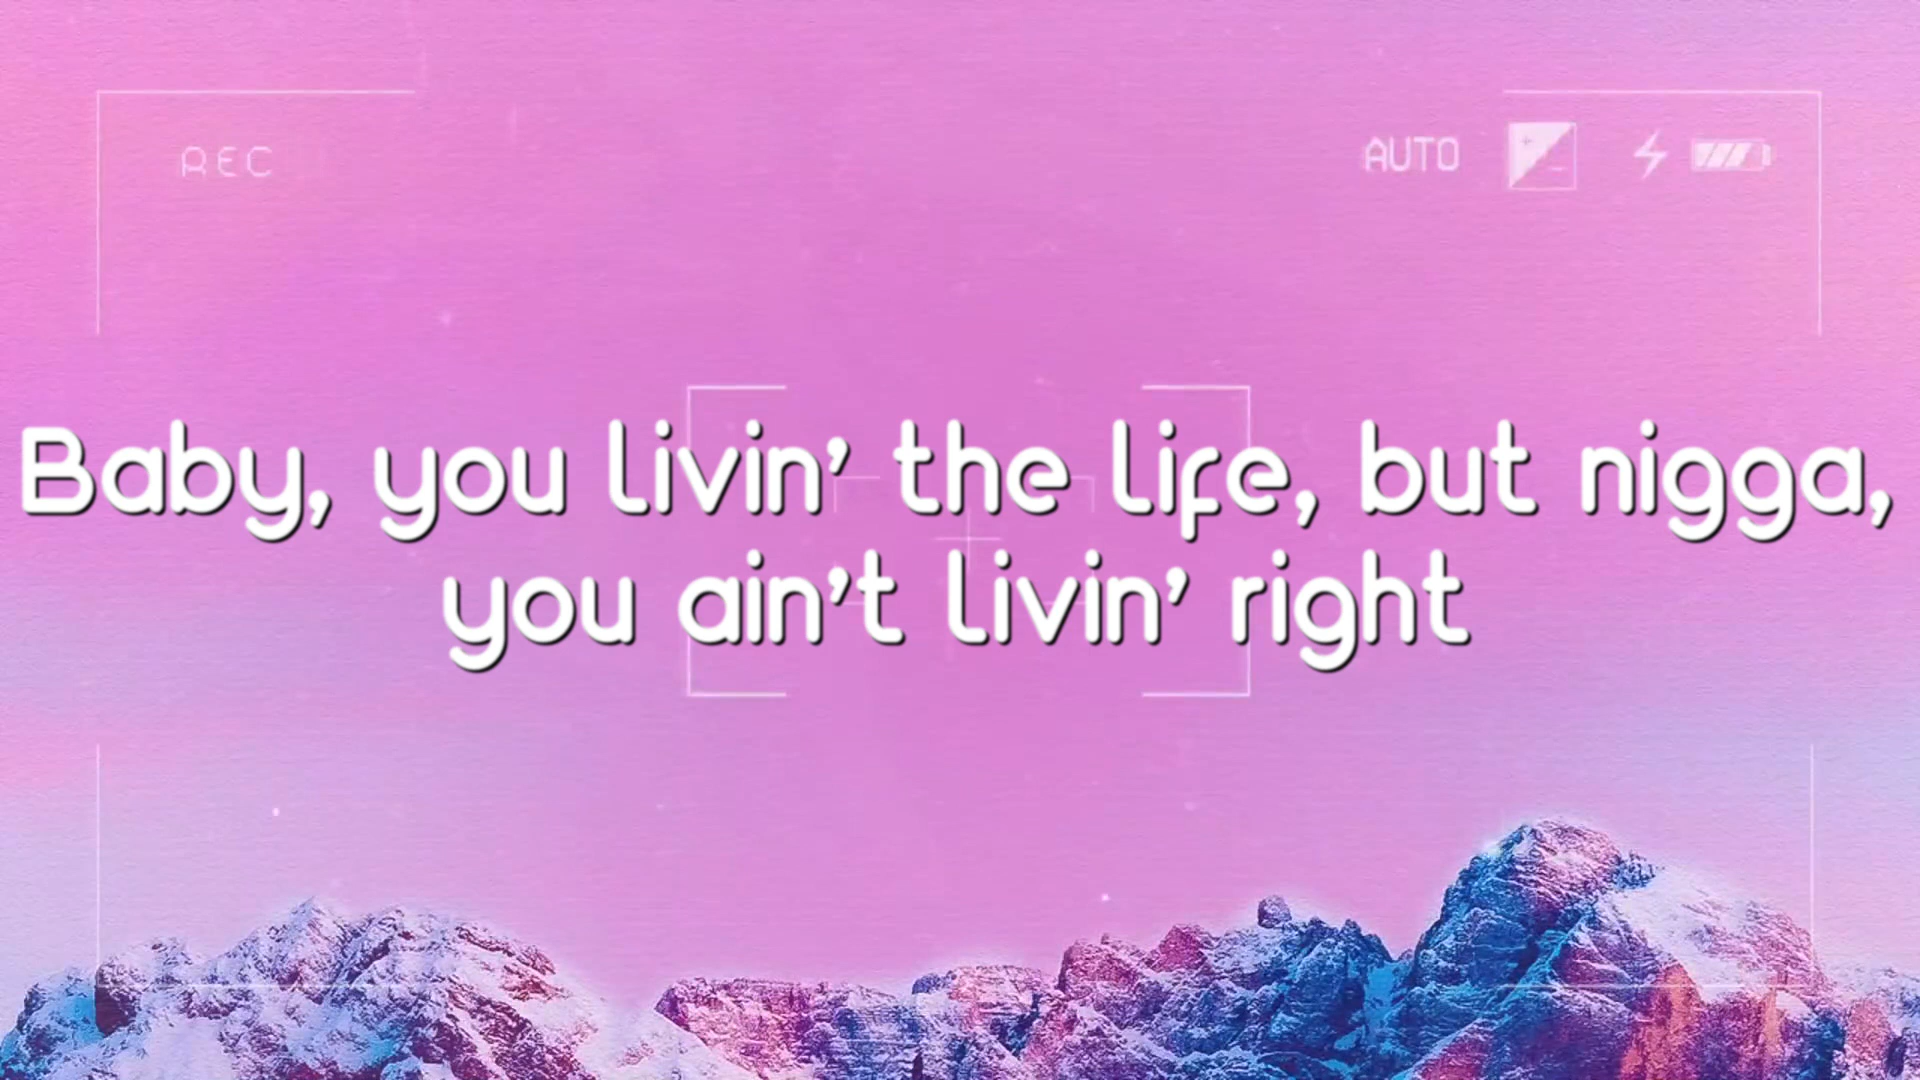 REC
AUTO
Baby, you livin' the life, but nigga,
you ain't livin' right